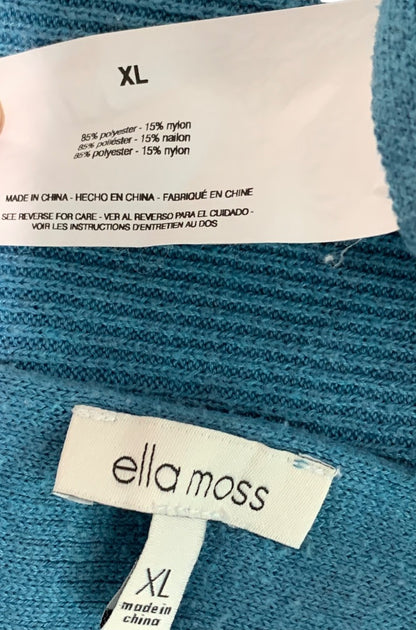 XL
85% polyester - 15% nylon
85% poliéster - 15% nailon
85% polyester - 15% nylon
MADE IN CHINA - HECHO EN CHINA - FABRIQUÉ EN CHINE
SEE REVERSE FOR CARE - VER AL REVERSO PARA EL CUIDADO -
VOIR LES INSTRUCTIONS D'ENTRETIEN AU DOS
ella moss
XL
made in
china